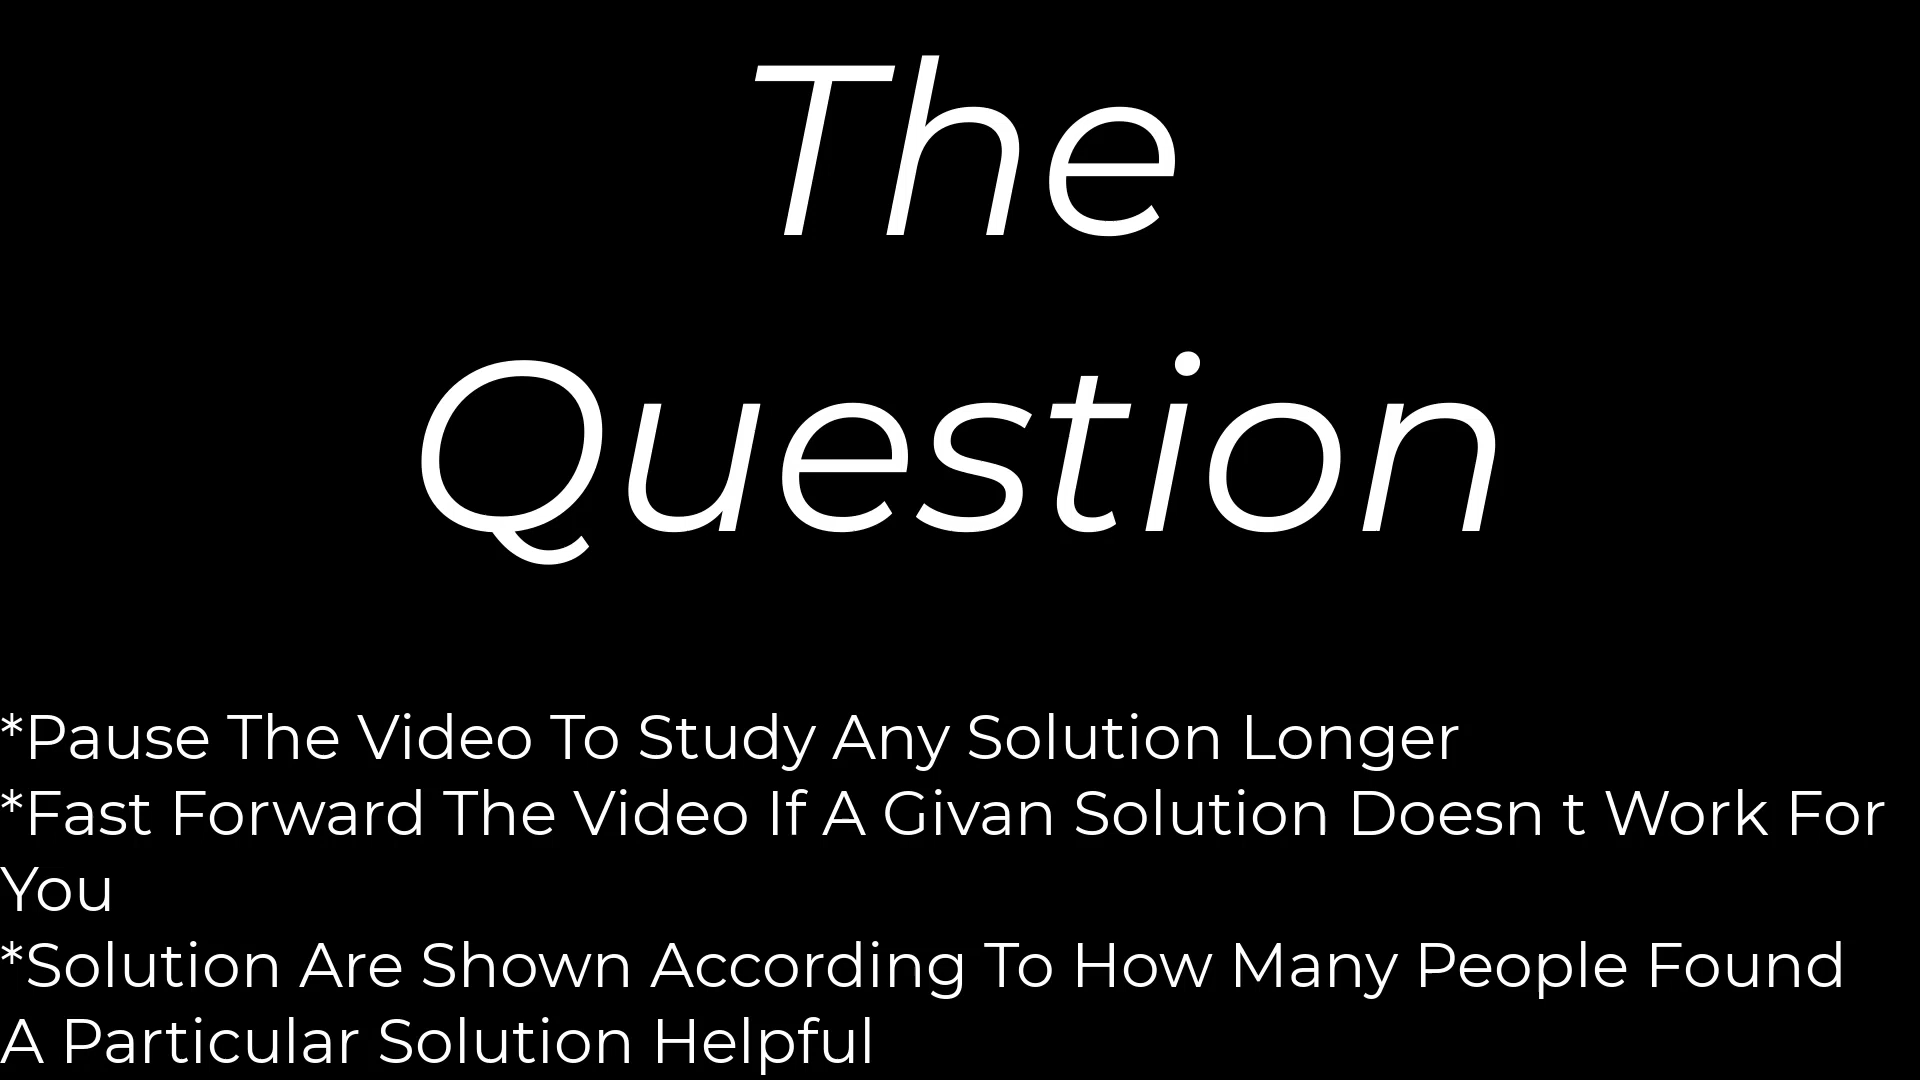 The
Question
*Pause The Video To Study Any Solution Longer
*Fast Forward The Video If A Givan Solution Doesn t Work For
You
*Solution Are Shown According To How Many People Found
A Particular Solution Helpful